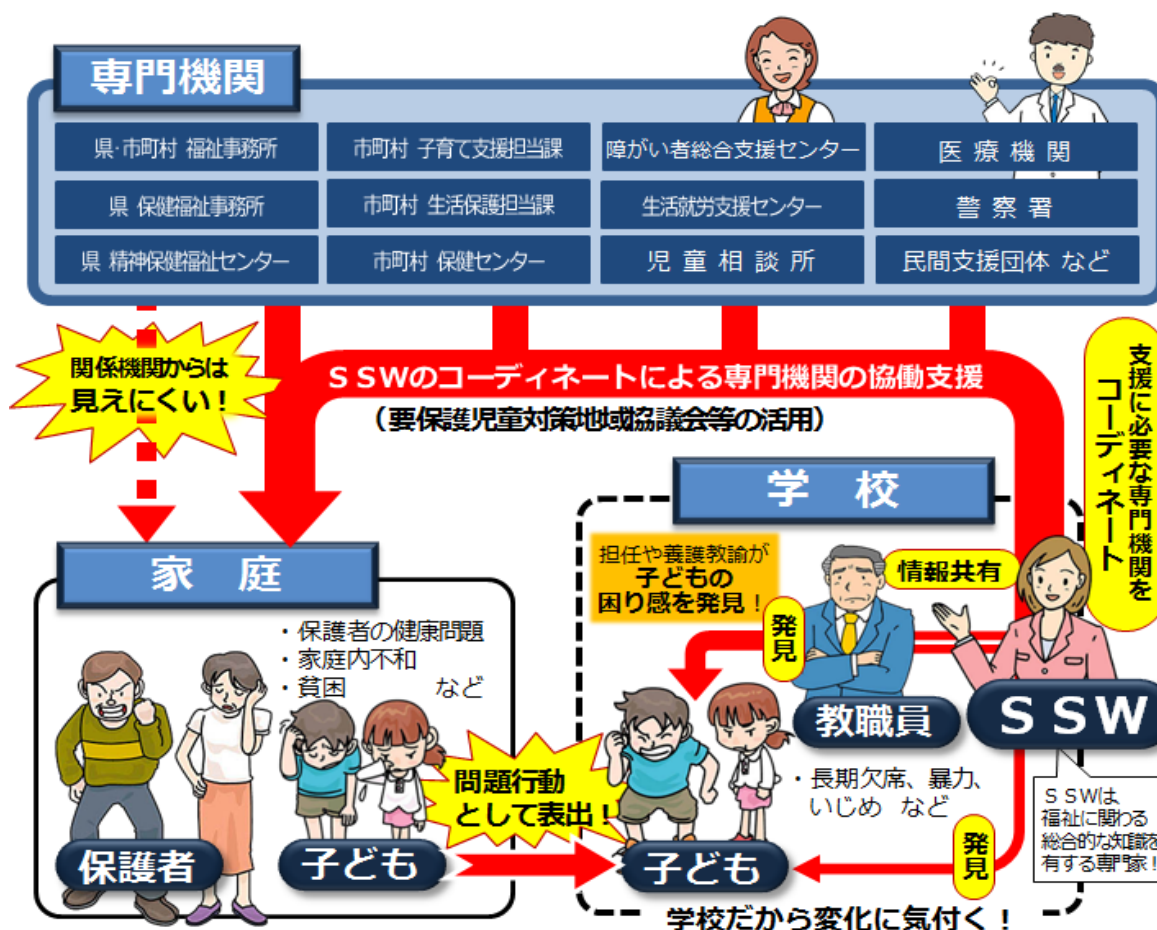 専門機関
県・市町村 福祉事務所
市町村 子育て支援担当課
障がい者総合支援センター
医療機関
県 保健福祉事務所
市町村 生活保護担当課
生活就労支援センター
警察署
県 精神保健福祉センター
市町村 保健センター
児童相談所
民間支援団体 など
関係機関からは
見えにくい！
ＳＳＷのコーディネートによる専門機関の協働支援
（要保護児童対策地域協議会等の活用）
支援に必要な専門機関を
コーディネート
学 校
担任や養護教諭が
子どもの
困り感を発見！
情報共有
発見
教職員
ＳＳＷ
・長期欠席、暴力、
いじめ など
ＳＳＷは
福祉に関わる
総合的な知識を
有する専門家！
家 庭
・保護者の健康問題
・家庭内不和
・貧困 など
問題行動
として表出！
保護者
子ども
子ども
発見
学校だから変化に気付く！